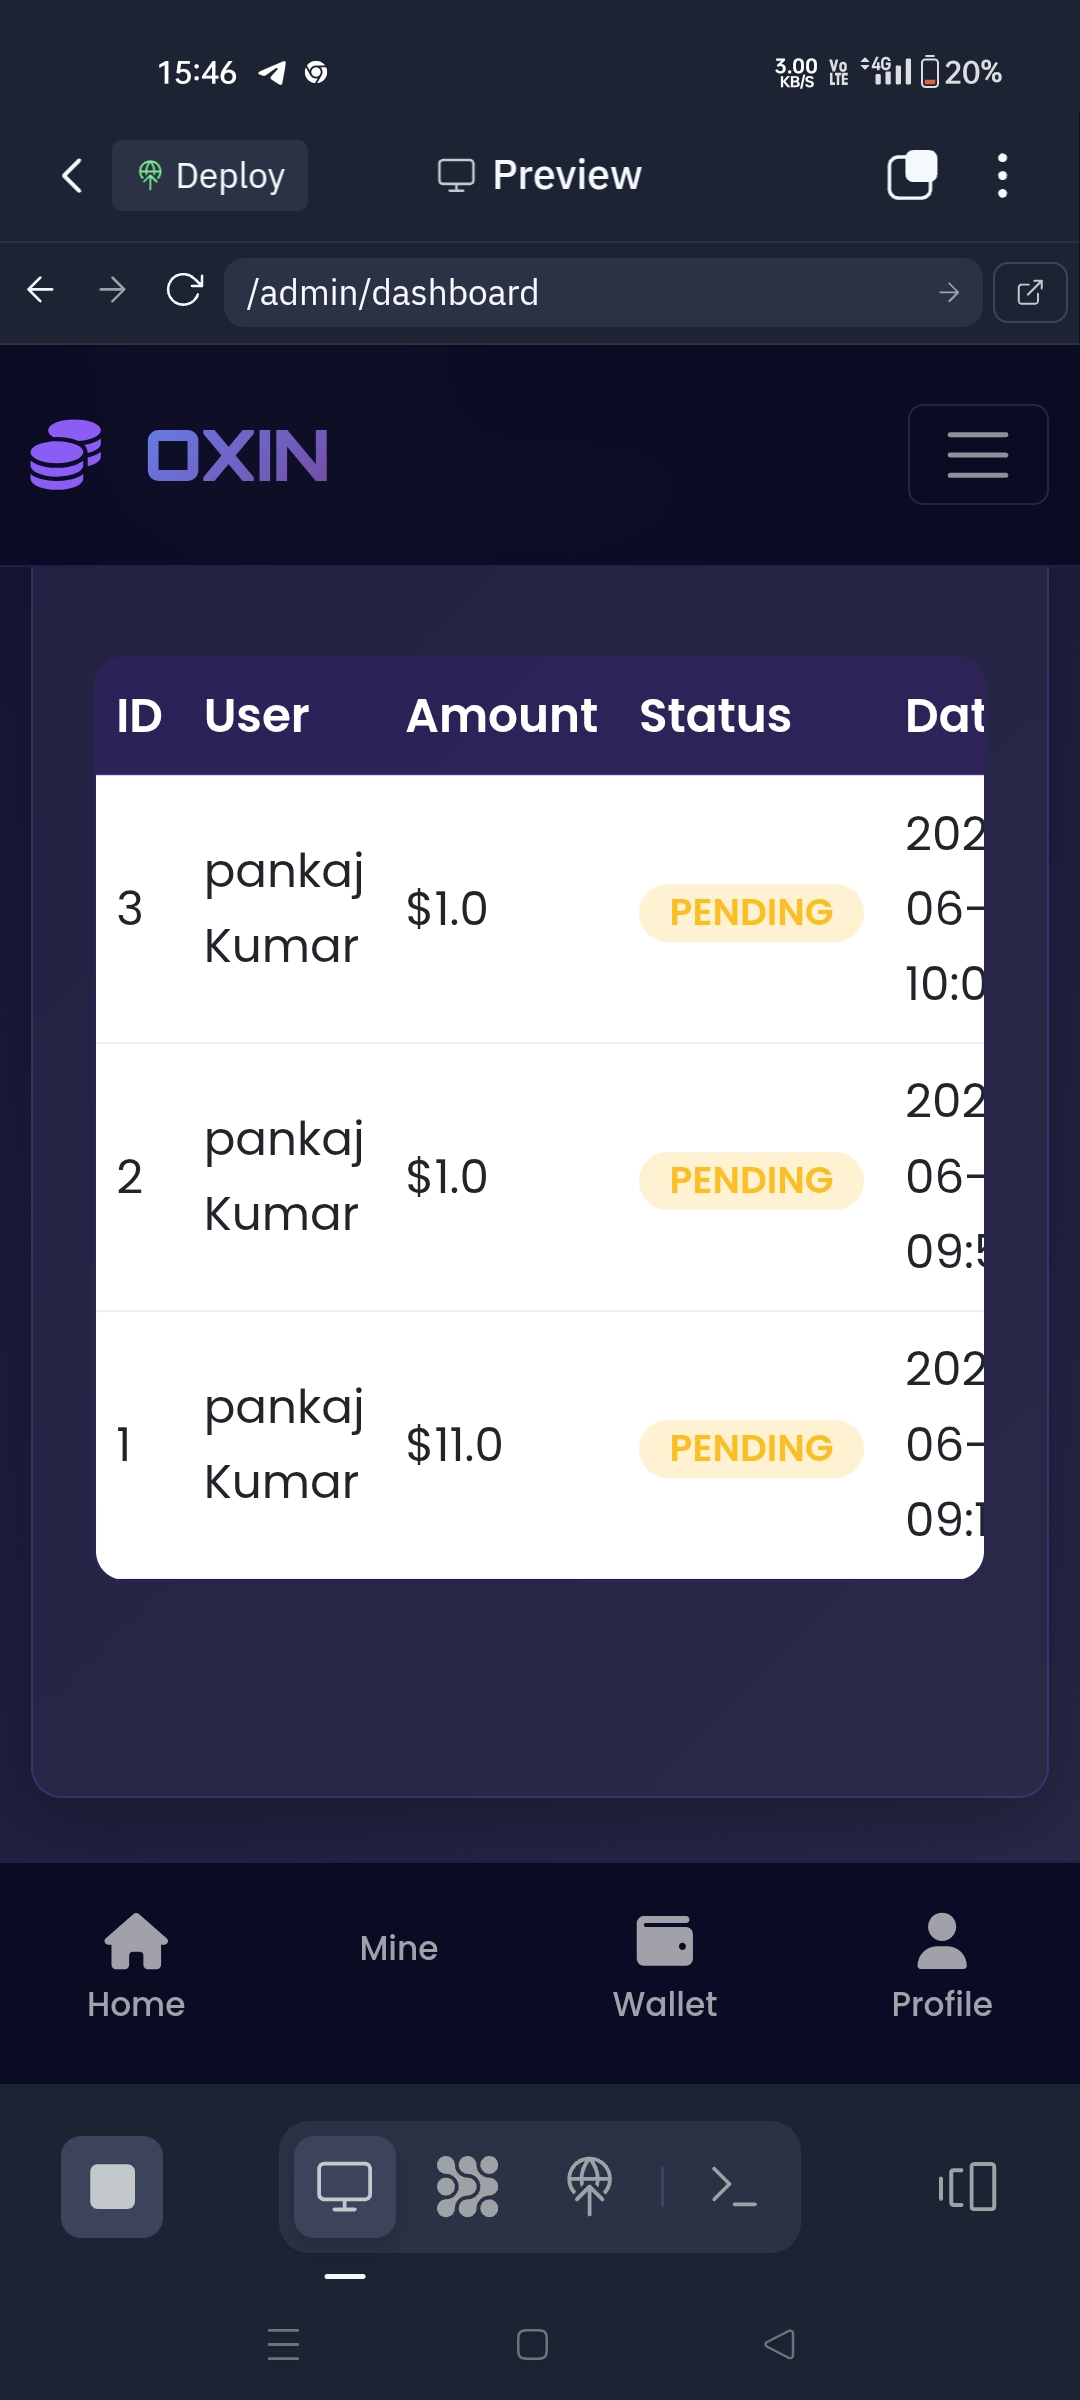 15:46
3.00 KB/S Vo LTE 4G 20%
Deploy
Preview
/admin/dashboard
OXIN
ID User Amount Status Dat
3 pankaj Kumar $1.0 PENDING 202
06-
10:0
2 pankaj Kumar $1.0 PENDING 202
06-
09:5
1 pankaj Kumar $11.0 PENDING 202
06-
09:1
Home Mine Wallet Profile